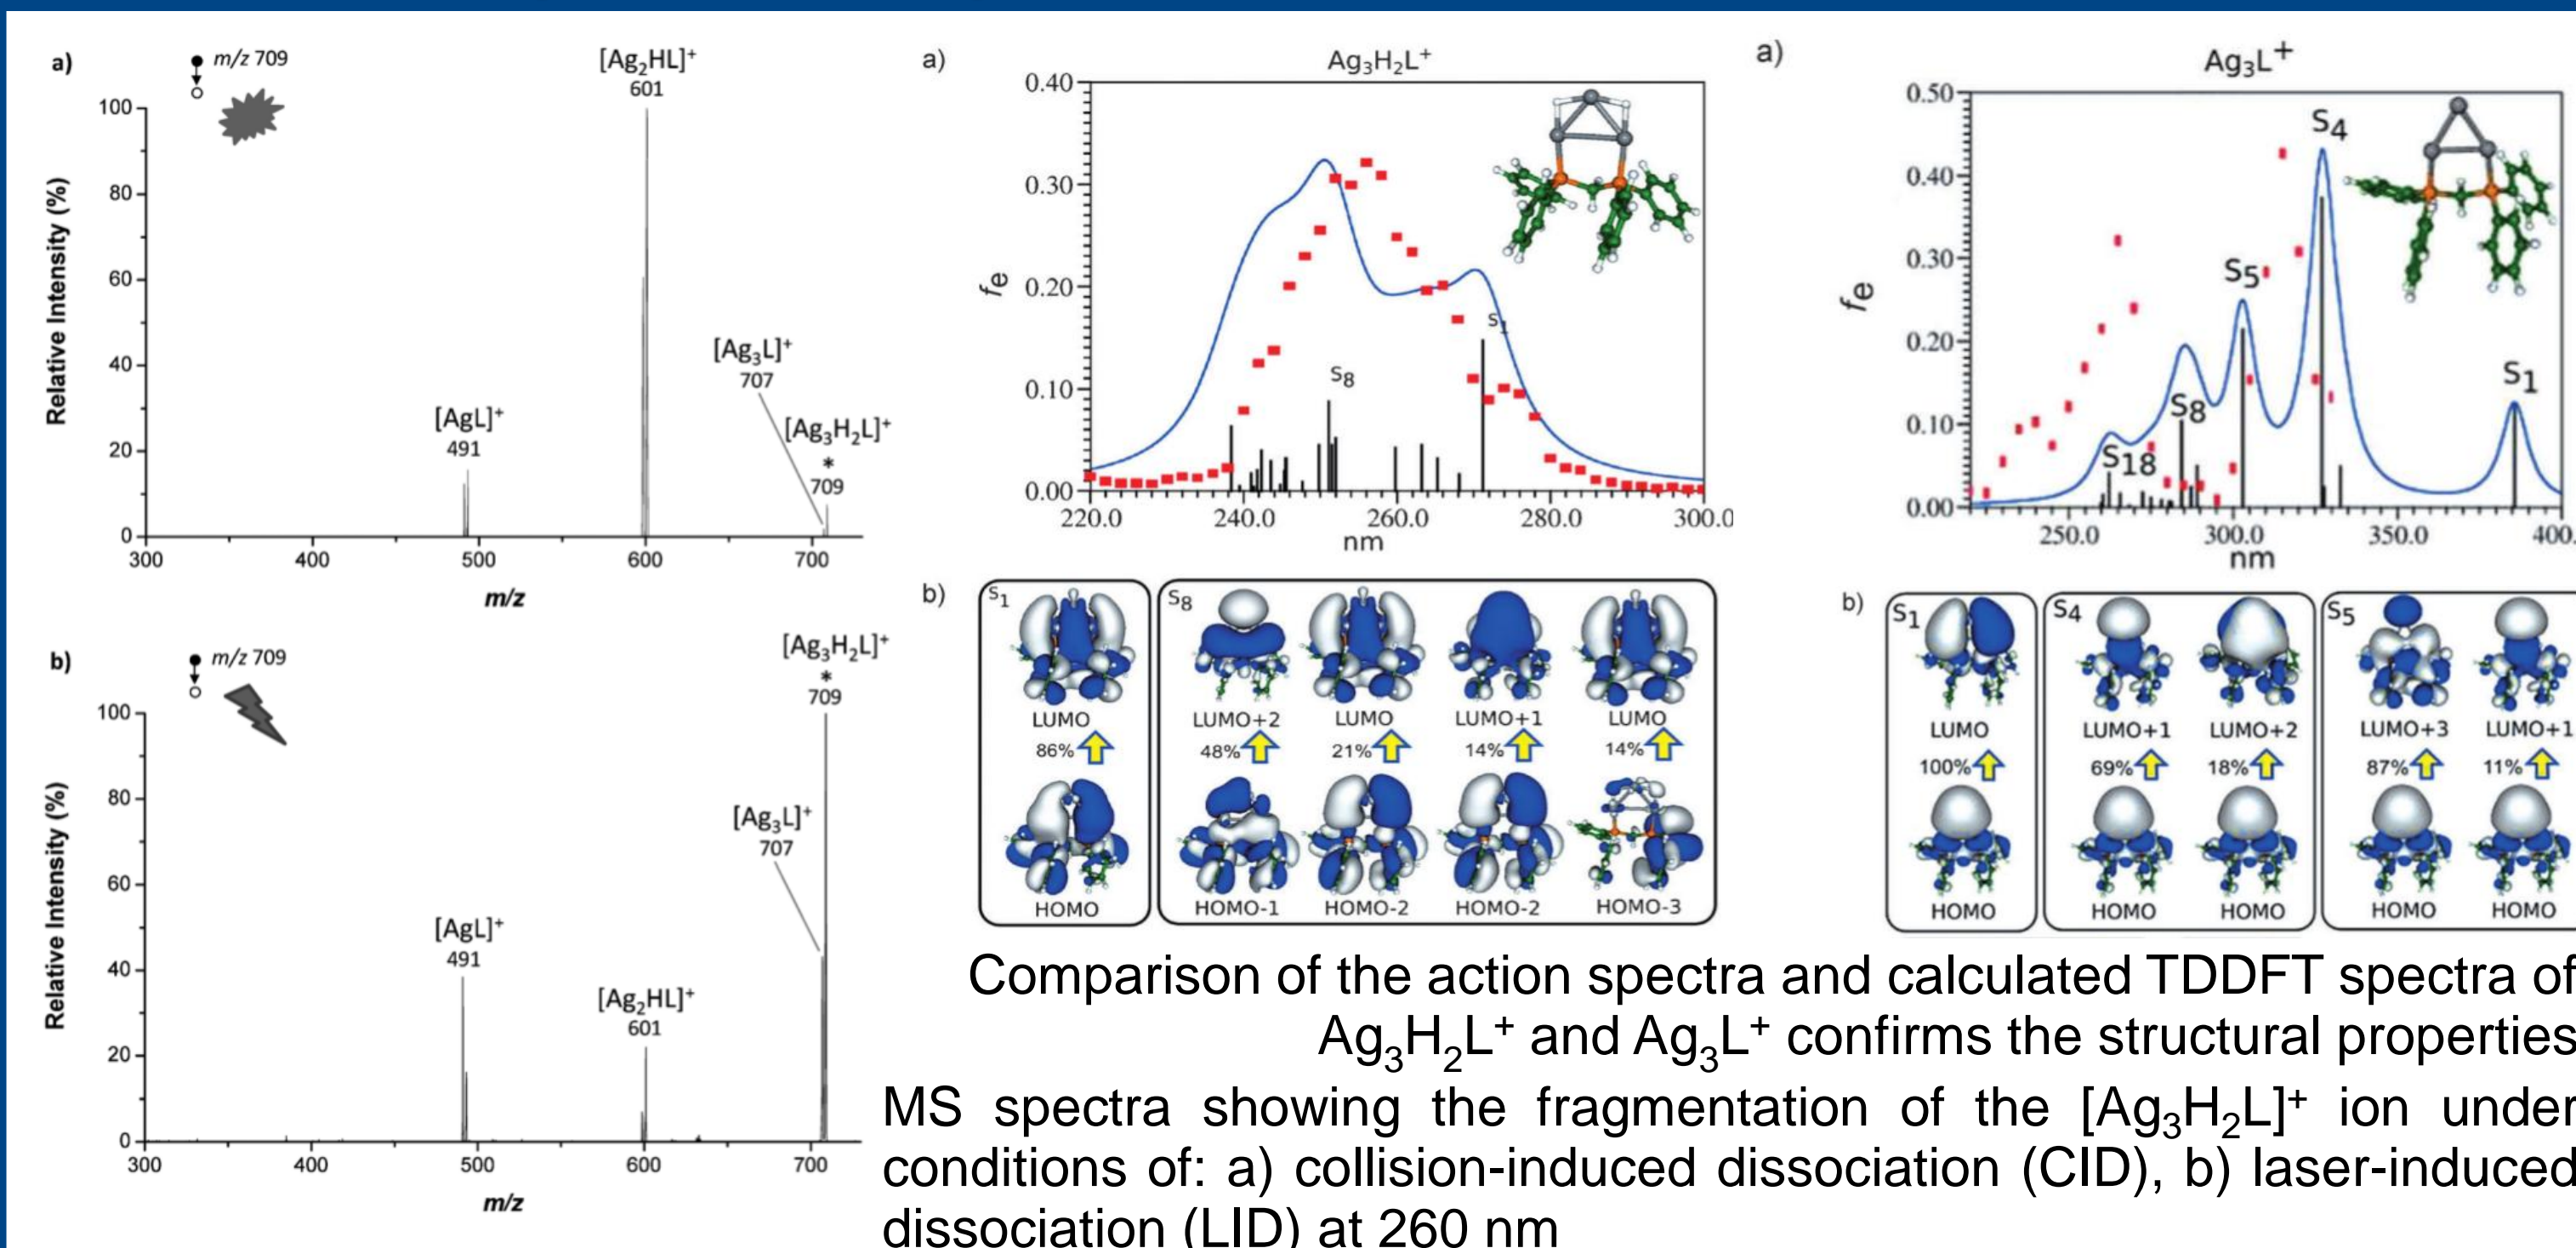 a)
m/z 709
[Ag₂HL]⁺
601
[Ag₃L]⁺
707
[Ag₃H₂L]⁺
*
709
[AgL]⁺
491
100
80
60
40
20
0
Relative Intensity (%)
300 400 500 600 700
m/z
b)
m/z 709
[Ag₃H₂L]⁺
*
709
[Ag₃L]⁺
707
[AgL]⁺
491
[Ag₂HL]⁺
601
100
80
60
40
20
0
Relative Intensity (%)
300 400 500 600 700
m/z
a)
Ag₃H₂L⁺
0.40
0.30
0.20
0.10
0.00
fe
S₁
S₈
220.0 240.0 260.0 280.0 300.0
nm
b)
S₁ S₈
LUMO LUMO+2 LUMO LUMO+1 LUMO
86% 48% 21% 14% 14%
HOMO HOMO-1 HOMO-2 HOMO-2 HOMO-3
a)
Ag₃L⁺
0.50
0.40
0.30
0.20
0.10
0.00
fe
S₄
S₅
S₁
S₈
S₁₈
250.0 300.0 350.0 400.
nm
b)
S₁ S₄ S₅
LUMO LUMO+1 LUMO+2 LUMO+3 LUMO+1
100% 69% 18% 87% 11%
HOMO HOMO HOMO HOMO HOMO
Comparison of the action spectra and calculated TDDFT spectra of
Ag₃H₂L⁺ and Ag₃L⁺ confirms the structural properties
MS spectra showing the fragmentation of the [Ag₃H₂L]⁺ ion under
conditions of: a) collision-induced dissociation (CID), b) laser-induced
dissociation (LID) at 260 nm